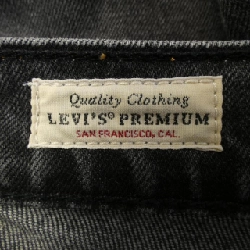 Quality Clothing
LEVI'S® PREMIUM
SAN FRANCISCO, CAL.